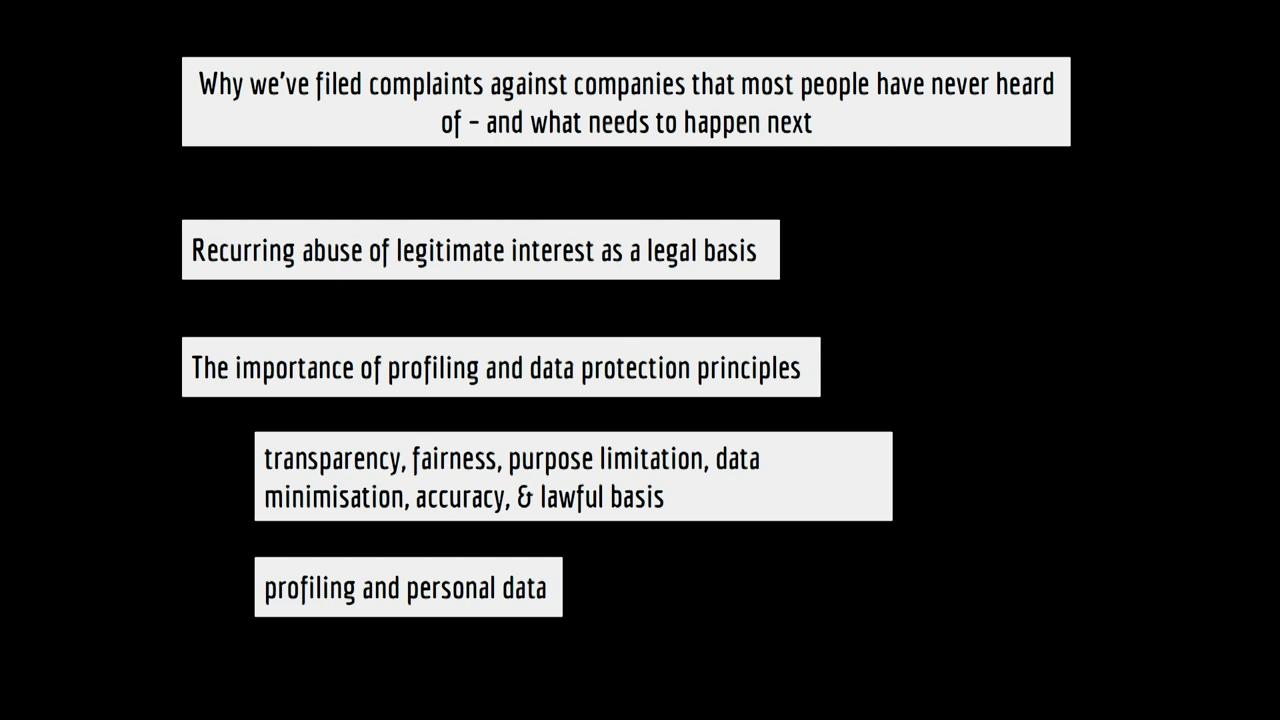 Why we’ve filed complaints against companies that most people have never heard
of – and what needs to happen next
Recurring abuse of legitimate interest as a legal basis
The importance of profiling and data protection principles
transparency, fairness, purpose limitation, data
minimisation, accuracy, & lawful basis
profiling and personal data